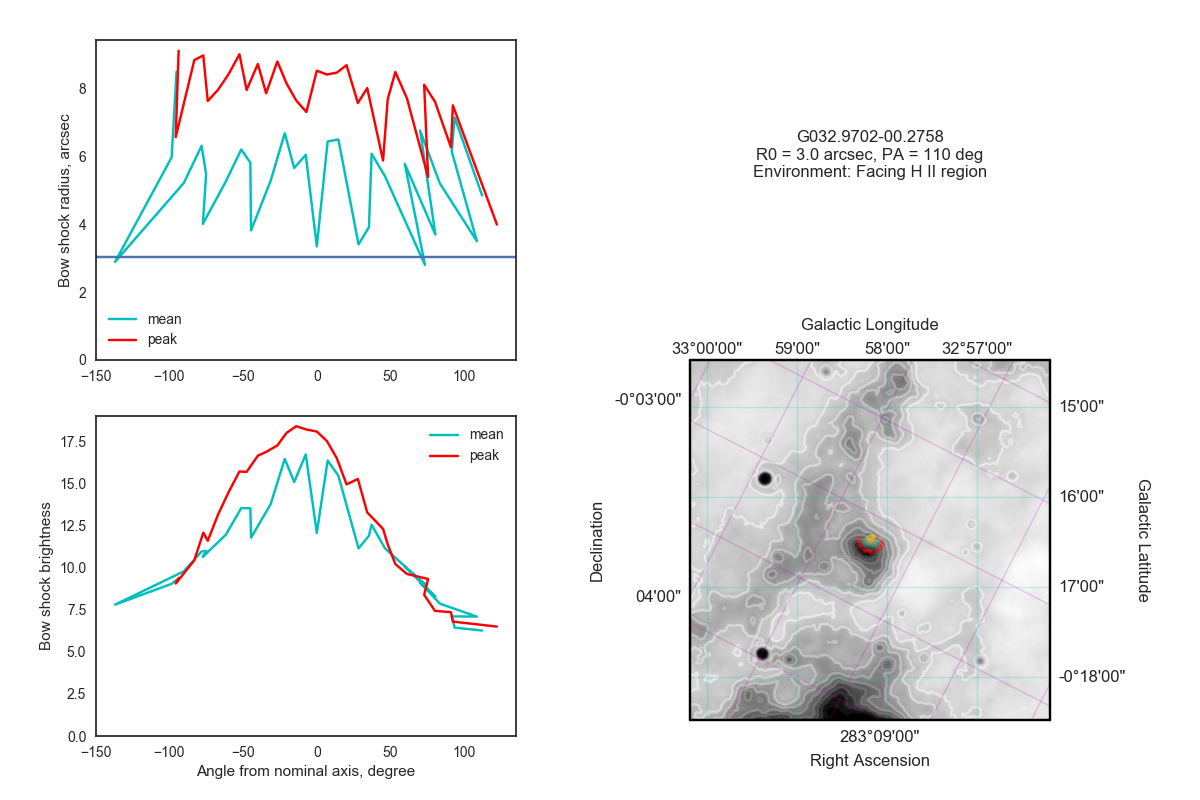 8
6
4
2
0
Bow shock radius, arcsec
mean
peak
−150
−100
−50
0
50
100
17.5
15.0
12.5
10.0
7.5
5.0
2.5
0.0
Bow shock brightness
mean
peak
−150
−100
−50
0
50
100
Angle from nominal axis, degree
G032.9702-00.2758
R0 = 3.0 arcsec, PA = 110 deg
Environment: Facing H II region
Galactic Longitude
33°00'00" 59'00" 58'00" 32°57'00"
-0°03'00"
04'00"
Declination
15'00"
16'00"
17'00"
-0°18'00"
Galactic Latitude
283°09'00"
Right Ascension